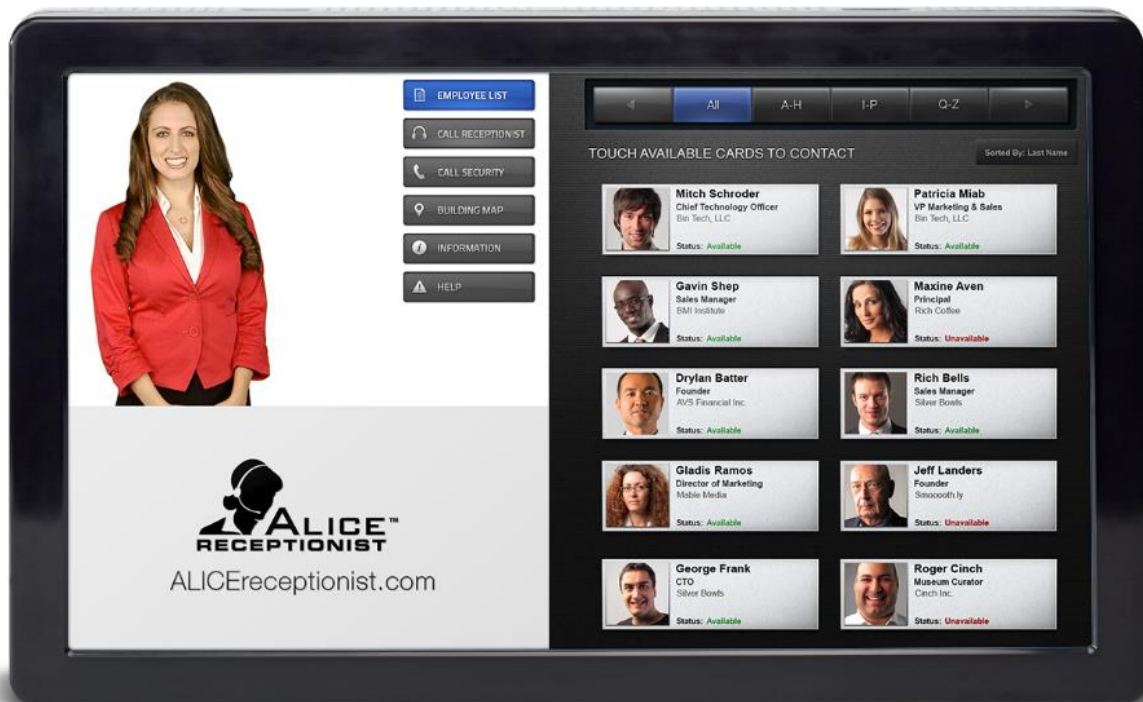 EMPLOYEE LIST
CALL RECEPTIONIST
CALL SECURITY
BUILDING MAP
INFORMATION
HELP
ALICE™
RECEPTIONIST
ALICEreceptionist.com
All A-H I-P Q-Z
TOUCH AVAILABLE CARDS TO CONTACT
Sorted By: Last Name
Mitch Schroder
Chief Technology Officer
Bin Tech, LLC
Status: Available
Patricia Miab
VP Marketing & Sales
Bin Tech, LLC
Status: Available
Gavin Shep
Sales Manager
BMI Institute
Status: Available
Maxine Aven
Principal
Rich Coffee
Status: Unavailable
Drylan Batter
Founder
AVS Financial Inc.
Status: Available
Rich Bells
Sales Manager
Silver Bowls
Status: Available
Gladis Ramos
Director of Marketing
Mable Media
Status: Available
Jeff Landers
Founder
Smooooth.ly
Status: Unavailable
George Frank
CTO
Silver Bowls
Status: Available
Roger Cinch
Museum Curator
Cinch Inc.
Status: Unavailable